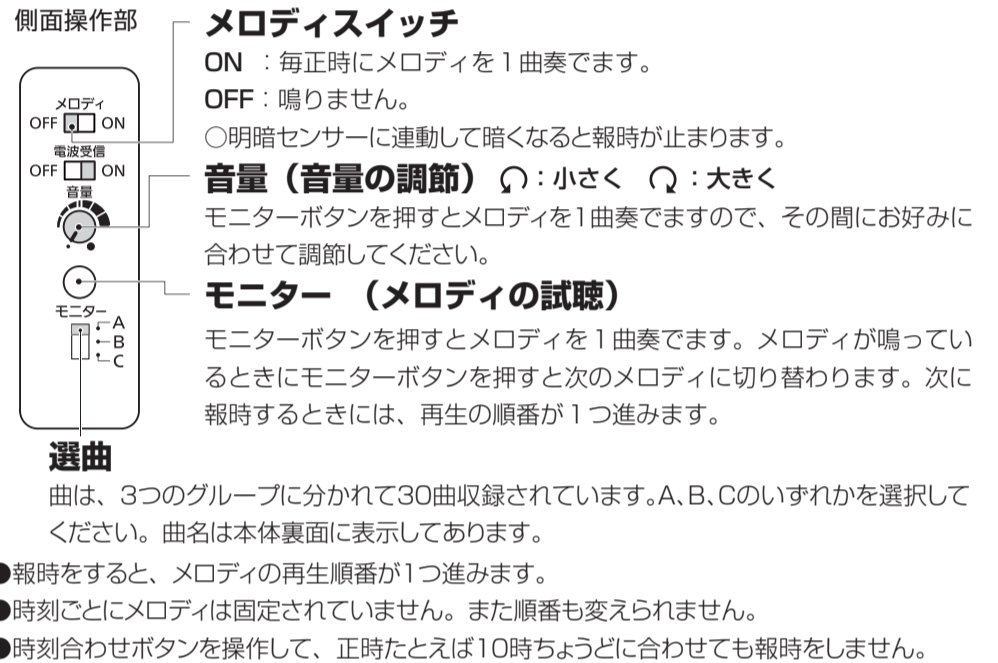 側面操作部
メロディ
OFF ON
電波受信
OFF ON
音量
モニター
A
B
C
メロディスイッチ
ON ：毎正時にメロディを１曲奏でます。
OFF：鳴りません。
○明暗センサーに連動して暗くなると報時が止まります。
音量（音量の調節） ：小さく ：大きく
モニターボタンを押すとメロディを1曲奏でますので、その間にお好みに
合わせて調節してください。
モニター （メロディの試聴）
モニターボタンを押すとメロディを１曲奏でます。メロディが鳴ってい
るときにモニターボタンを押すと次のメロディに切り替わります。次に
報時するときには、再生の順番が１つ進みます。
選曲
曲は、3つのグループに分かれて30曲収録されています。A、B、Cのいずれかを選択して
ください。曲名は本体裏面に表示してあります。
●報時をすると、メロディの再生順番が1つ進みます。
●時刻ごとにメロディは固定されていません。また順番も変えられません。
●時刻合わせボタンを操作して、正時たとえば10時ちょうどに合わせても報時をしません。